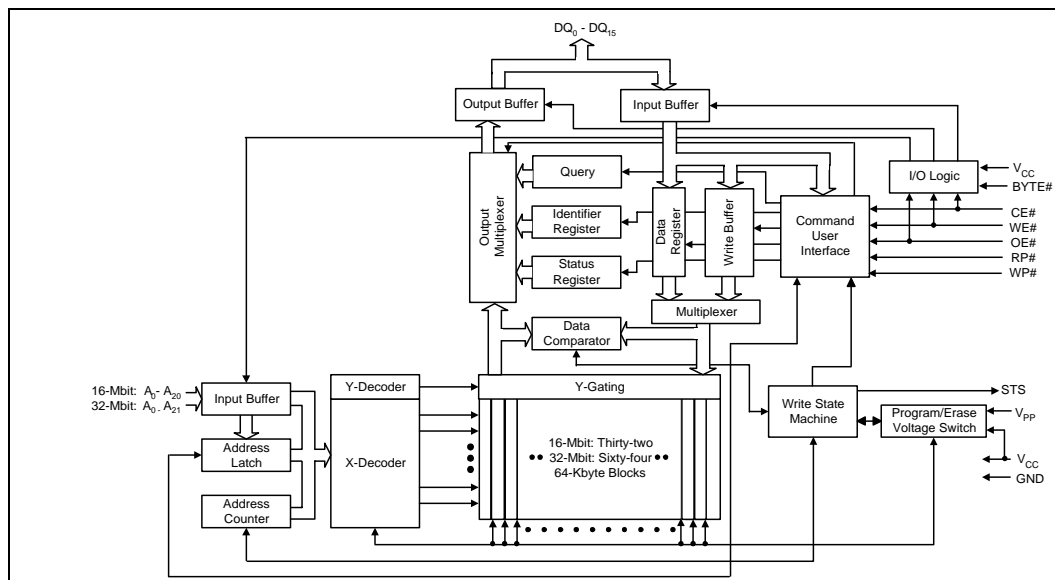 DQ0 - DQ15
Output Buffer
Input Buffer
Output
Multiplexer
Query
Identifier
Register
Status
Register
Data
Register
Write Buffer
Command
User
Interface
I/O Logic
VCC
BYTE#
CE#
WE#
OE#
RP#
WP#
Multiplexer
Data
Comparator
16-Mbit: A0 - A20
32-Mbit: A0 - A21
Input Buffer
Address
Latch
Address
Counter
Y-Decoder
X-Decoder
Y-Gating
16-Mbit: Thirty-two
32-Mbit: Sixty-four
64-Kbyte Blocks
Write State
Machine
Program/Erase
Voltage Switch
STS
VPP
VCC
GND